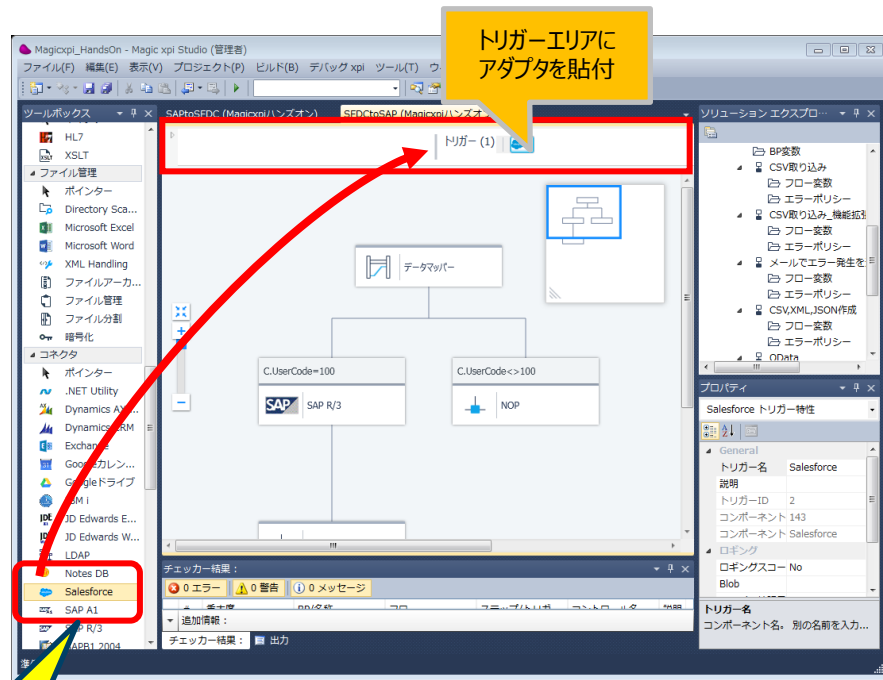 トリガーエリアに
アダプタを貼付
Magicxpi_HandsOn - Magic xpi Studio (管理者)
ファイル(F) 編集(E) 表示(V) プロジェクト(P) ビルド(B) デバッグ xpi ツール(T) ウ
ツールボックス
HL7
XSLT
ファイル管理
ポインター
Directory Sca...
Microsoft Excel
Microsoft Word
XML Handling
ファイルアーカ...
ファイル管理
ファイル分割
暗号化
コネクタ
ポインター
.NET Utility
Dynamics AX...
Dynamics CRM
Exchange
Googleカレン...
Googleドライブ
IBM i
JD Edwards E...
JD Edwards W...
LDAP
Notes DB
Salesforce
SAP A1
SAP R/3
SAPB1 2004
SAPtoSFDC (Magicxpiハンズオン)
SFDCtoSAP (Magicxpiハンズオ
トリガー (1)
データマッパー
C.UserCode=100
SAP
SAP R/3
C.UserCode<>100
NOP
チェッカー結果：
0 エラー
0 警告
0 メッセージ
追加情報：
チェッカー結果：
出力
ソリューション エクスプロ…
BP変数
CSV取り込み
フロー変数
エラーポリシー
CSV取り込み_機能拡張
フロー変数
エラーポリシー
メールでエラー発生を
フロー変数
エラーポリシー
CSV,XML,JSON作成
フロー変数
エラーポリシー
OData
プロパティ
Salesforce トリガー特性
General
トリガー名 Salesforce
説明
トリガーID 2
コンポーネント 143
コンポーネント Salesforce
ロギング
ロギングスコー No
Blob
トリガー名
コンポーネント名。 別の名前を入力...